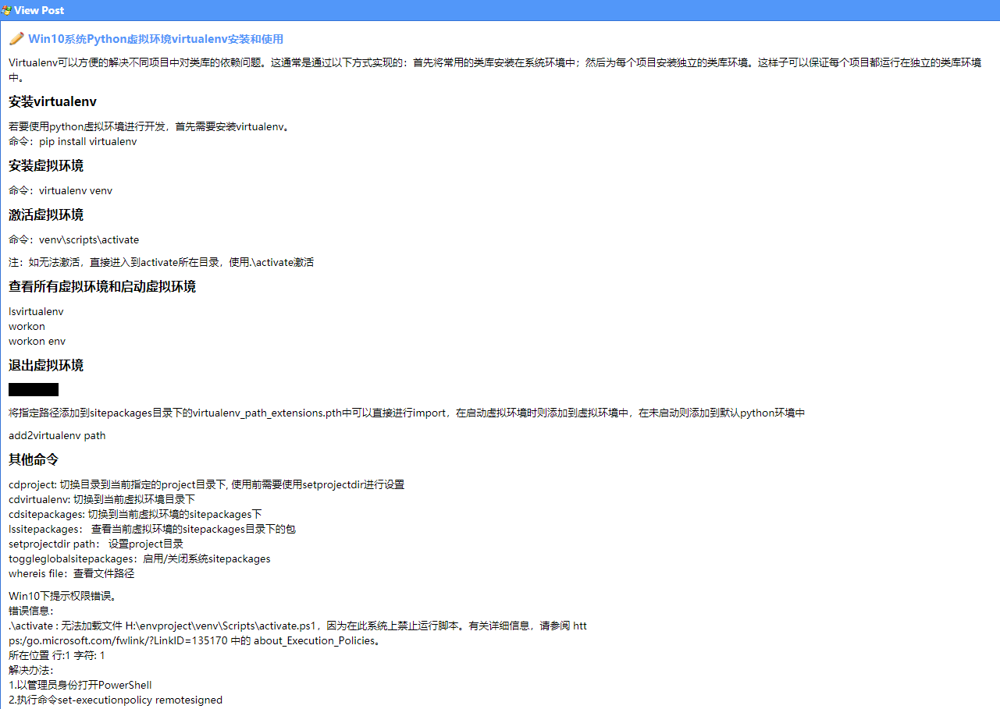 View Post
Win10系统Python虚拟环境virtualenv安装和使用
Virtualenv可以方便的解决不同项目中对类库的依赖问题。这通常是通过以下方式实现的：首先将常用的类库安装在系统环境中；然后为每个项目安装独立的类库环境。这样子可以保证每个项目都运行在独立的类库环境
中。
安装virtualenv
若要使用python虚拟环境进行开发，首先需要安装virtualenv。
命令：pip install virtualenv
安装虚拟环境
命令：virtualenv venv
激活虚拟环境
命令：venv\scripts\activate
注：如无法激活，直接进入到activate所在目录，使用.\activate激活
查看所有虚拟环境和启动虚拟环境
lsvirtualenv
workon
workon env
退出虚拟环境
将指定路径添加到sitepackages目录下的virtualenv_path_extensions.pth中可以直接进行import，在启动虚拟环境时则添加到虚拟环境中，在未启动则添加到默认python环境中
add2virtualenv path
其他命令
cdproject: 切换目录到当前指定的project目录下, 使用前需要使用setprojectdir进行设置
cdvirtualenv: 切换到当前虚拟环境目录下
cdsitepackages: 切换到当前虚拟环境的sitepackages下
lssitepackages： 查看当前虚拟环境的sitepackages目录下的包
setprojectdir path： 设置project目录
toggleglobalsitepackages：启用/关闭系统sitepackages
whereis file：查看文件路径
Win10下提示权限错误。
错误信息：
.\activate : 无法加载文件 H:\envproject\venv\Scripts\activate.ps1，因为在此系统上禁止运行脚本。有关详细信息，请参阅 htt
ps:/go.microsoft.com/fwlink/?LinkID=135170 中的 about_Execution_Policies。
所在位置 行:1 字符: 1
解决办法：
1.以管理员身份打开PowerShell
2.执行命令set-executionpolicy remotesigned